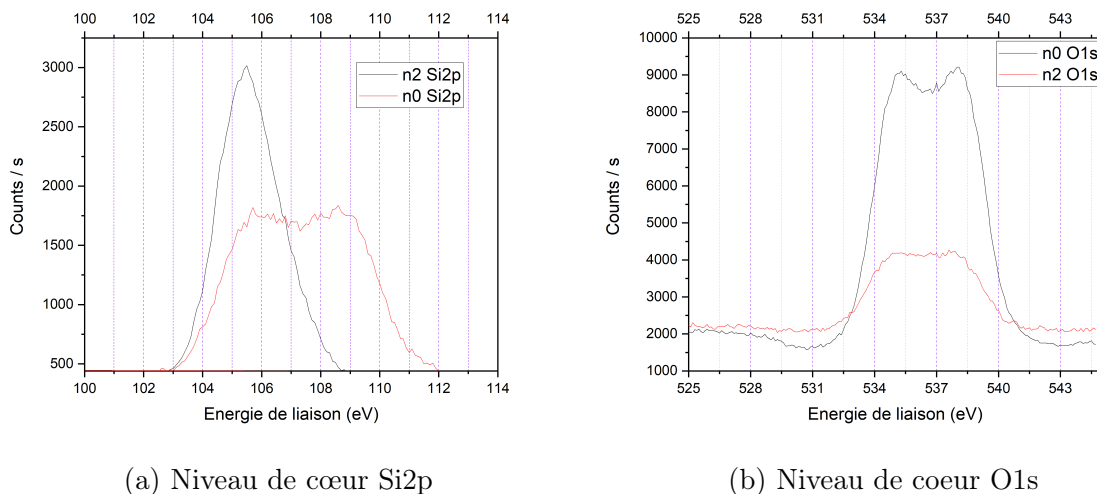 100 102 104 106 108 110 112 114
3000
2500
2000
1500
1000
500
Counts / s
n2 Si2p
n0 Si2p
100 102 104 106 108 110 112 114
Energie de liaison (eV)
(a) Niveau de cœur Si2p
525 528 531 534 537 540 543
10000
9000
8000
7000
6000
5000
4000
3000
2000
1000
Counts / s
n0 O1s
n2 O1s
525 528 531 534 537 540 543
Energie de liaison (eV)
(b) Niveau de coeur O1s